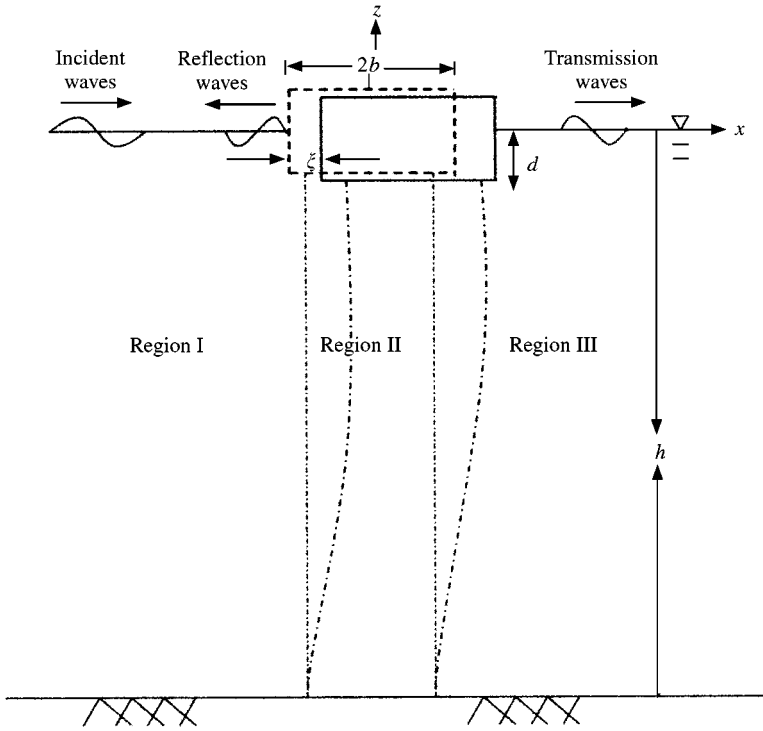 z
Incident
waves
Reflection
waves
2b
Transmission
waves
x
ξ
d
Region I
Region II
Region III
h